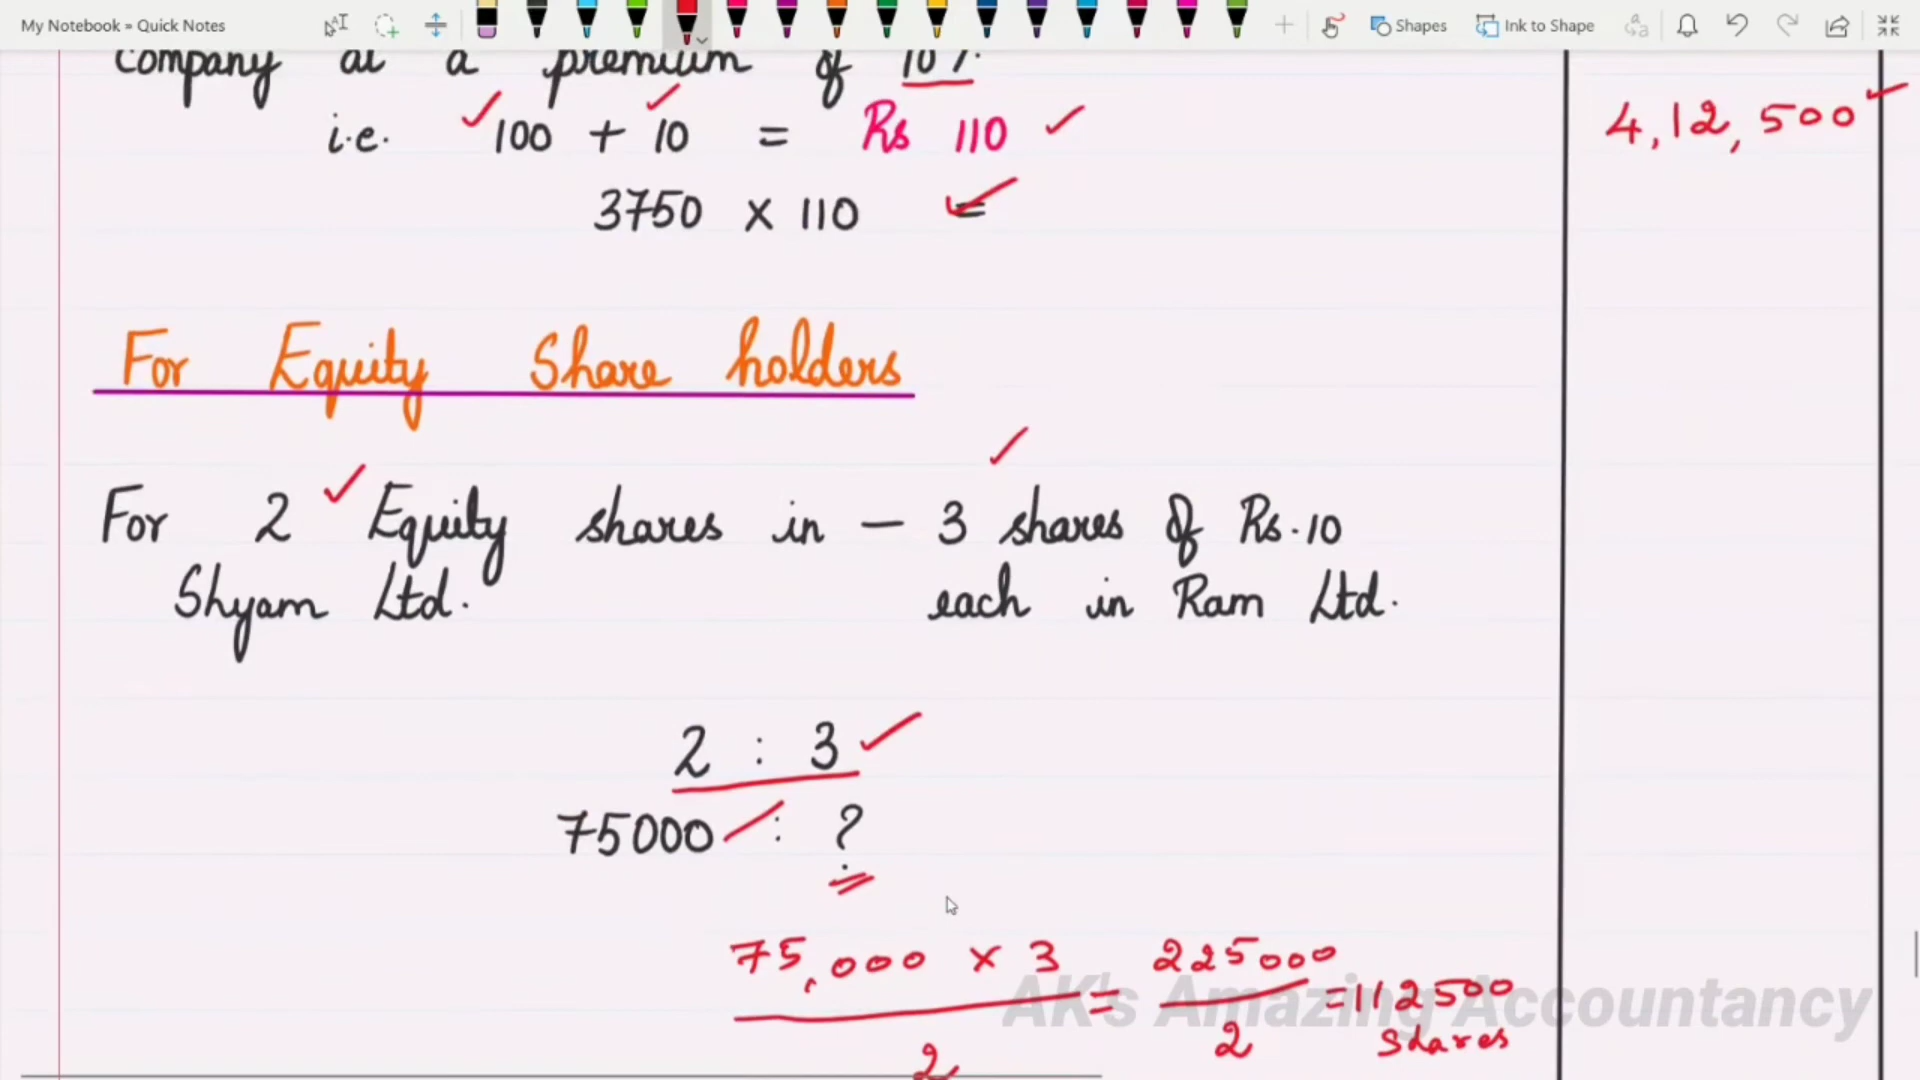 My Notebook » Quick Notes
Shapes
Ink to Shape
Company at a premium of 10%.
i.e. 100 + 10 = Rs 110
4,12,500
3750 x 110 =
For Equity Share holders
For 2 Equity shares in – 3 shares of Rs.10
Shyam Ltd. each in Ram Ltd.
2 : 3
75000 : ?
75,000 x 3 = 225000 = 112500
2 2 shares
AK's Amazing Accountancy